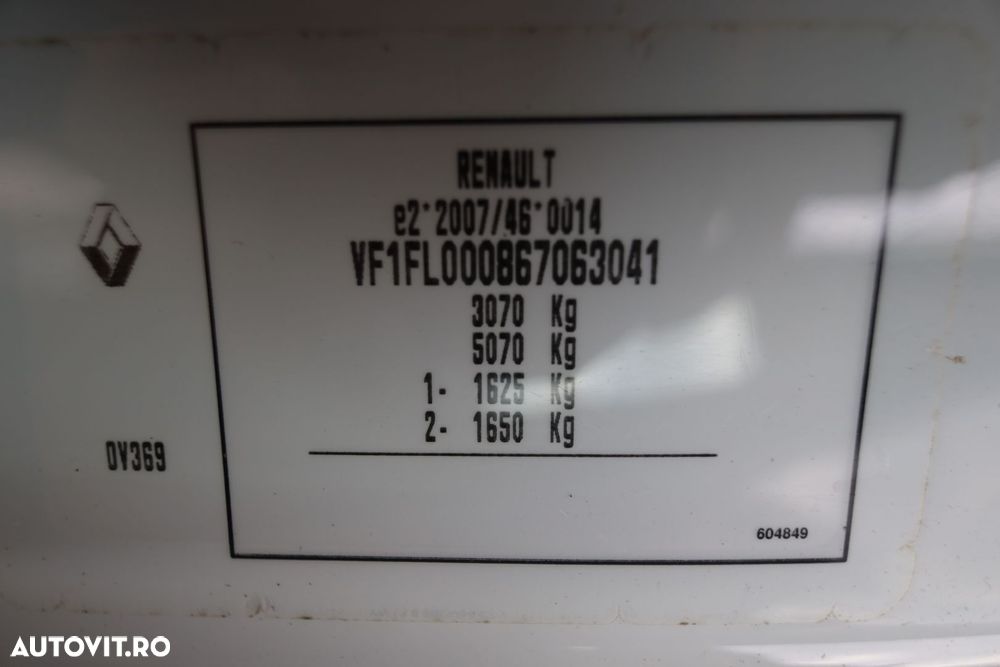 RENAULT
e2*2007/46*0014
VF1FL000867063041
3070 Kg
5070 Kg
1- 1625 Kg
2- 1650 Kg
0V369
604849
AUTOVIT.RO